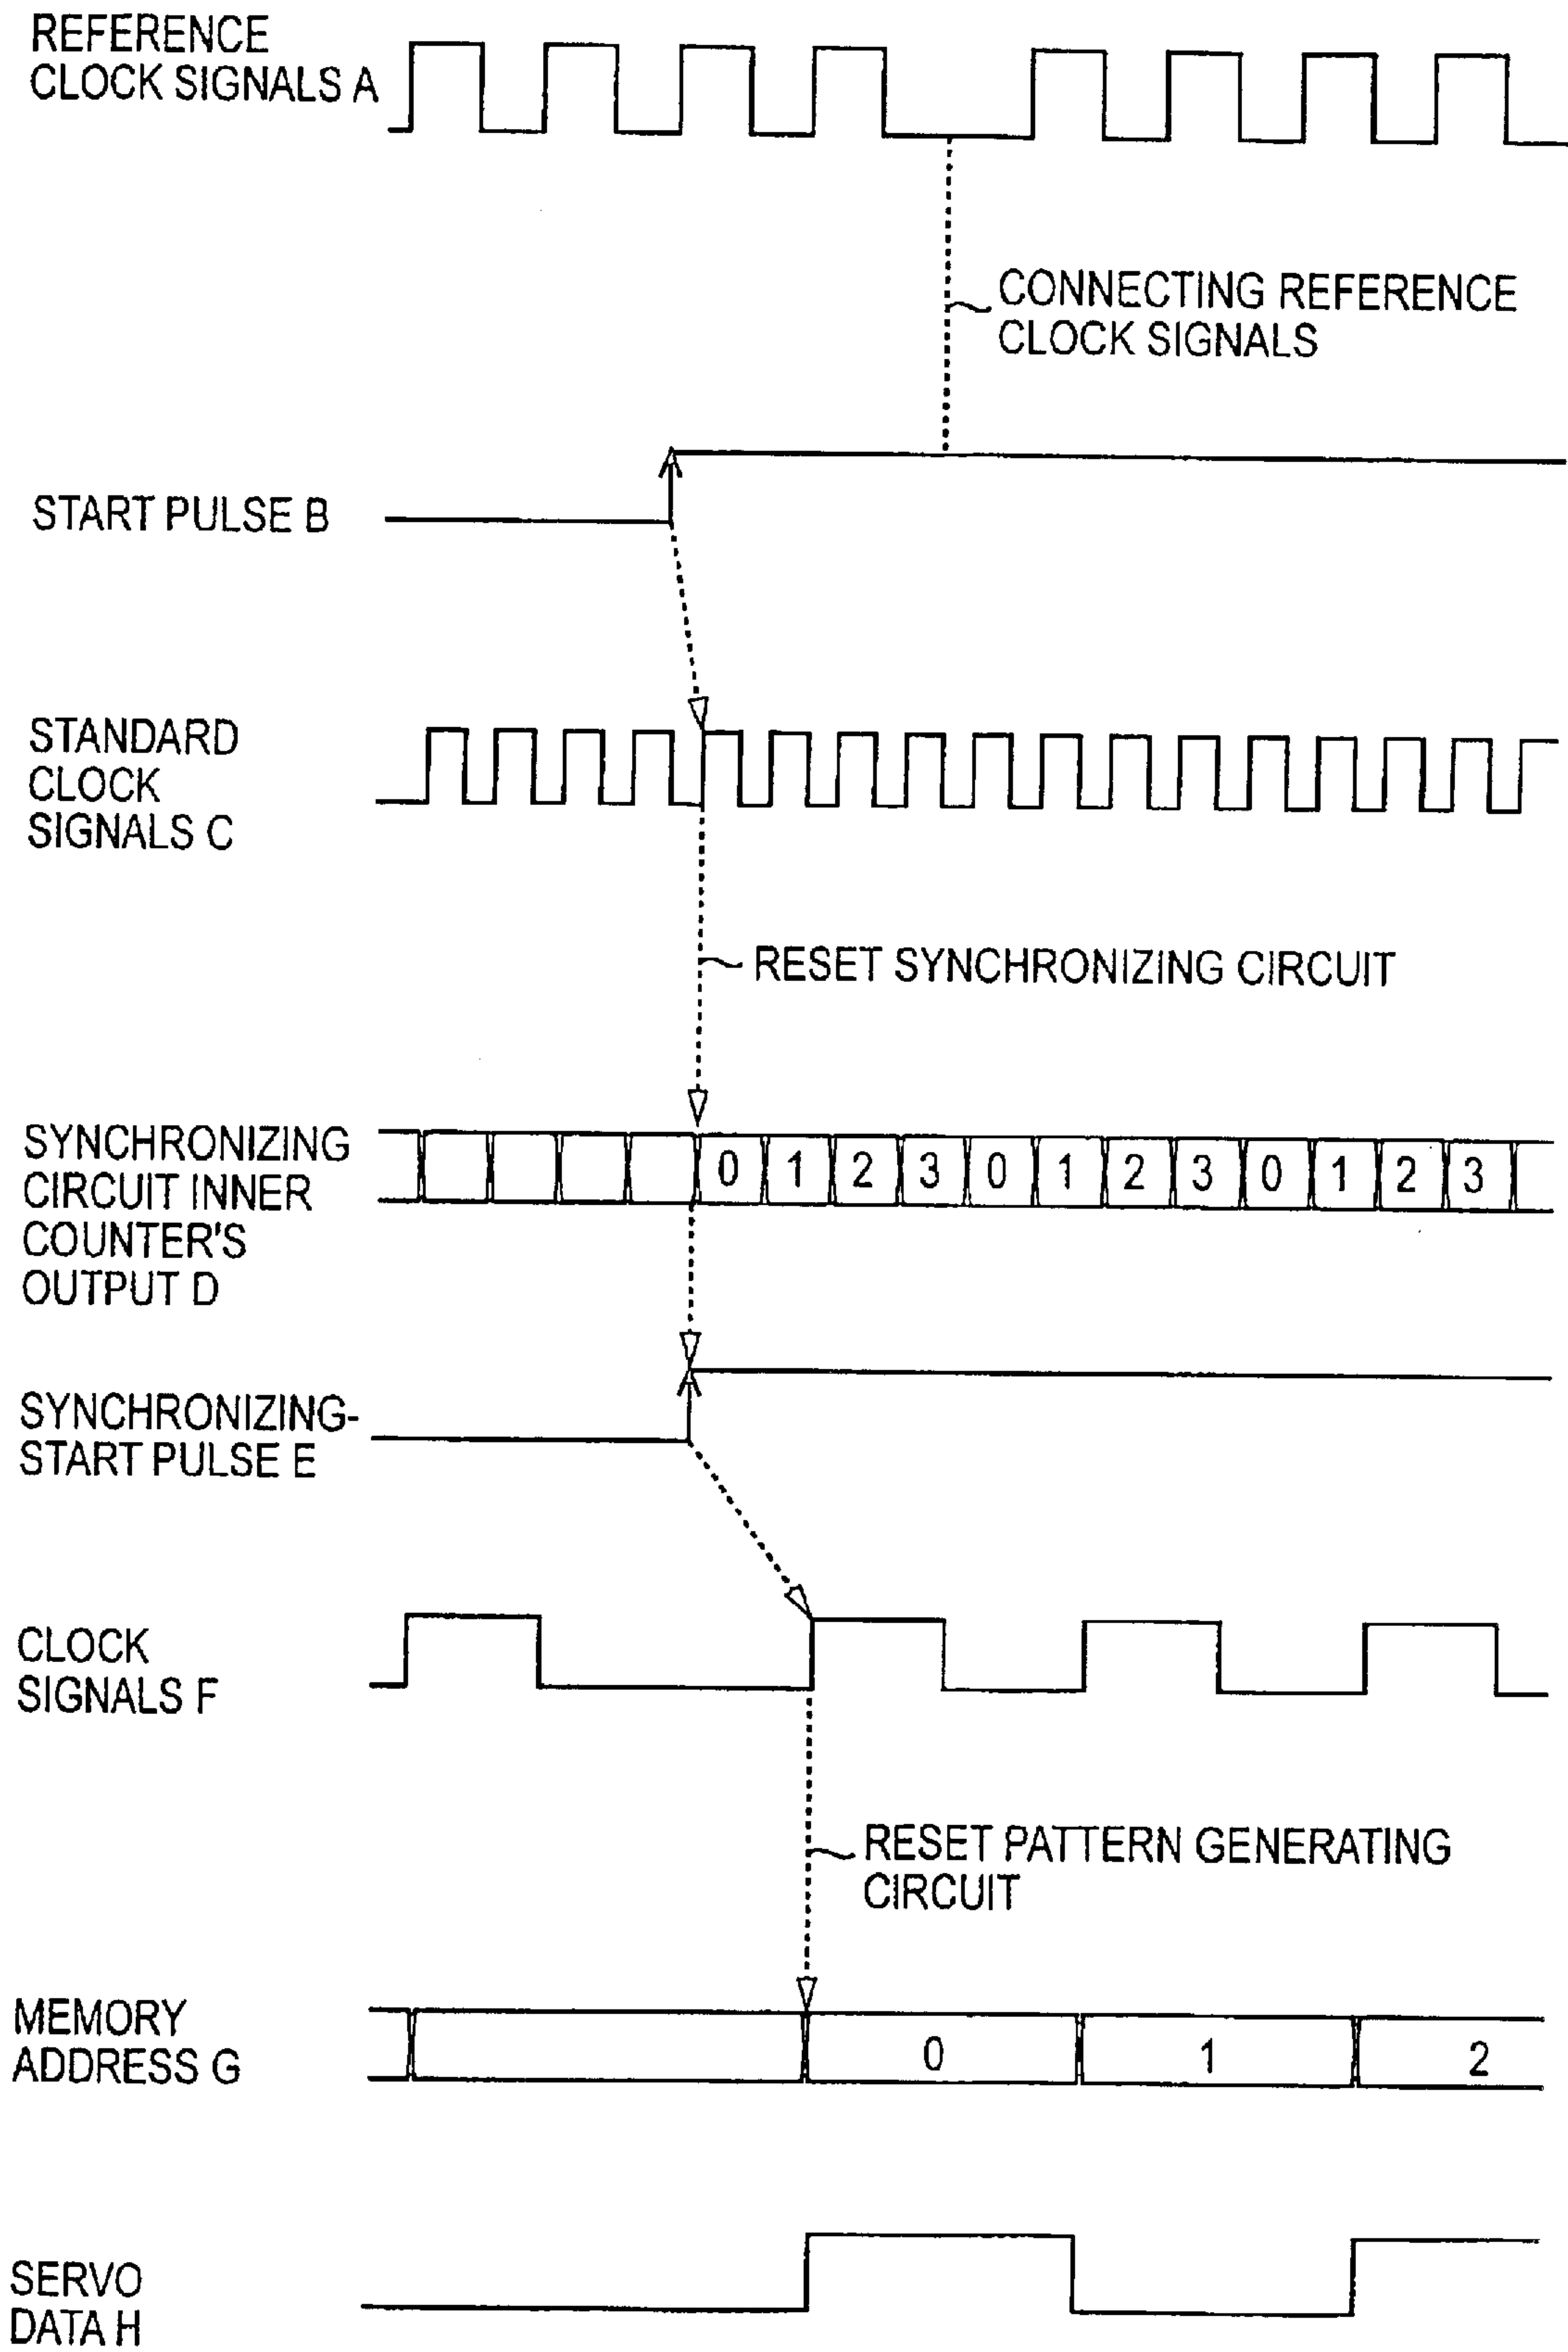 REFERENCE
CLOCK SIGNALS A
CONNECTING REFERENCE
CLOCK SIGNALS
START PULSE B
STANDARD
CLOCK
SIGNALS C
RESET SYNCHRONIZING CIRCUIT
SYNCHRONIZING
CIRCUIT INNER
COUNTER'S
OUTPUT D
0 1 2 3 0 1 2 3 0 1 2 3
SYNCHRONIZING-
START PULSE E
CLOCK
SIGNALS F
RESET PATTERN GENERATING
CIRCUIT
MEMORY
ADDRESS G
0 1 2
SERVO
DATA H